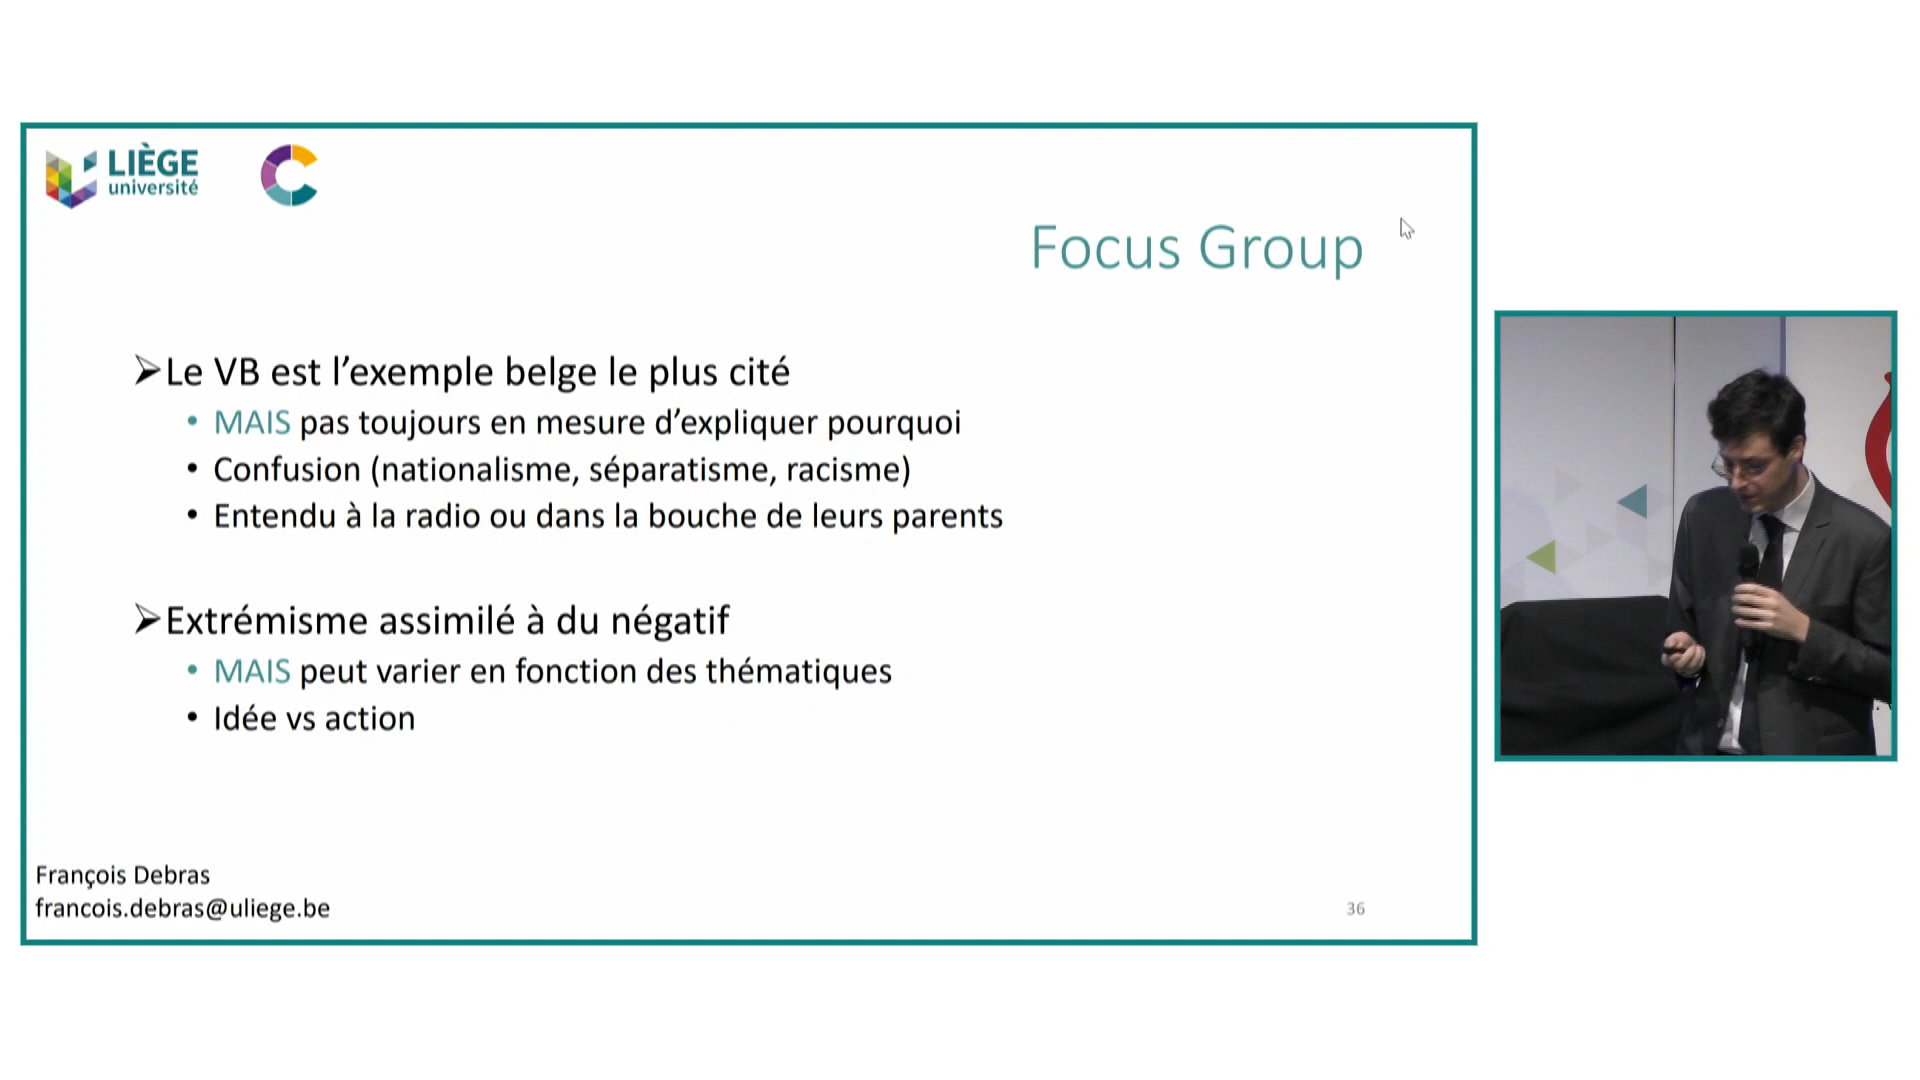 LIÈGE
université
Focus Group
Le VB est l’exemple belge le plus cité
MAIS pas toujours en mesure d’expliquer pourquoi
Confusion (nationalisme, séparatisme, racisme)
Entendu à la radio ou dans la bouche de leurs parents
Extrémisme assimilé à du négatif
MAIS peut varier en fonction des thématiques
Idée vs action
François Debras
francois.debras@uliege.be
36